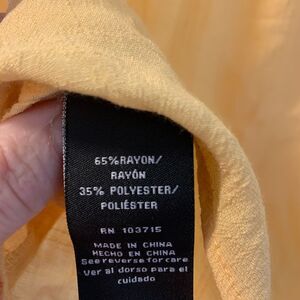 65%RAYON/
RAYÓN
35% POLYESTER/
POLIÉSTER
RN 103715
MADE IN CHINA
HECHO EN CHINA
See reverse for care
Ver al dorso para el
cuidado